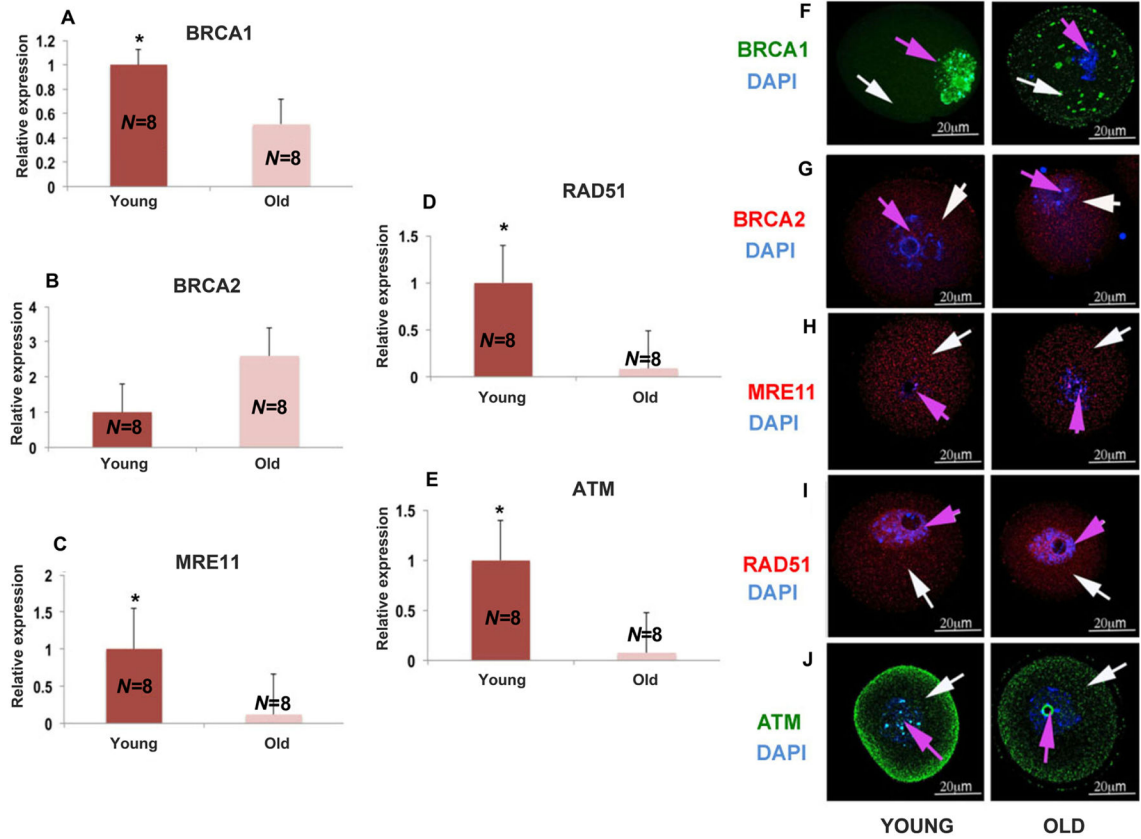 A
BRCA1
Relative expression
1.2
1
0.8
0.6
0.4
0.2
0
*
N=8
N=8
Young
Old
B
BRCA2
Relative expression
4
3
2
1
0
N=8
N=8
Young
Old
C
MRE11
Relative expression
2
1.5
1
0.5
0
*
N=8
N=8
Young
Old
D
RAD51
Relative expression
1.5
1
0.5
0
*
N=8
N=8
Young
Old
E
ATM
Relative expression
1.5
1
0.5
0
*
N=8
N=8
Young
Old
F
BRCA1
DAPI
20μm
20μm
G
BRCA2
DAPI
20μm
20μm
H
MRE11
DAPI
20μm
20μm
I
RAD51
DAPI
20μm
20μm
J
ATM
DAPI
20μm
20μm
YOUNG
OLD